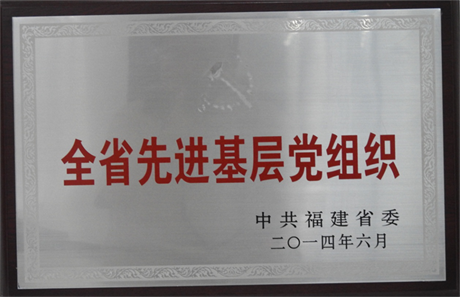 全省先进基层党组织
中共福建省委
二〇一四年六月